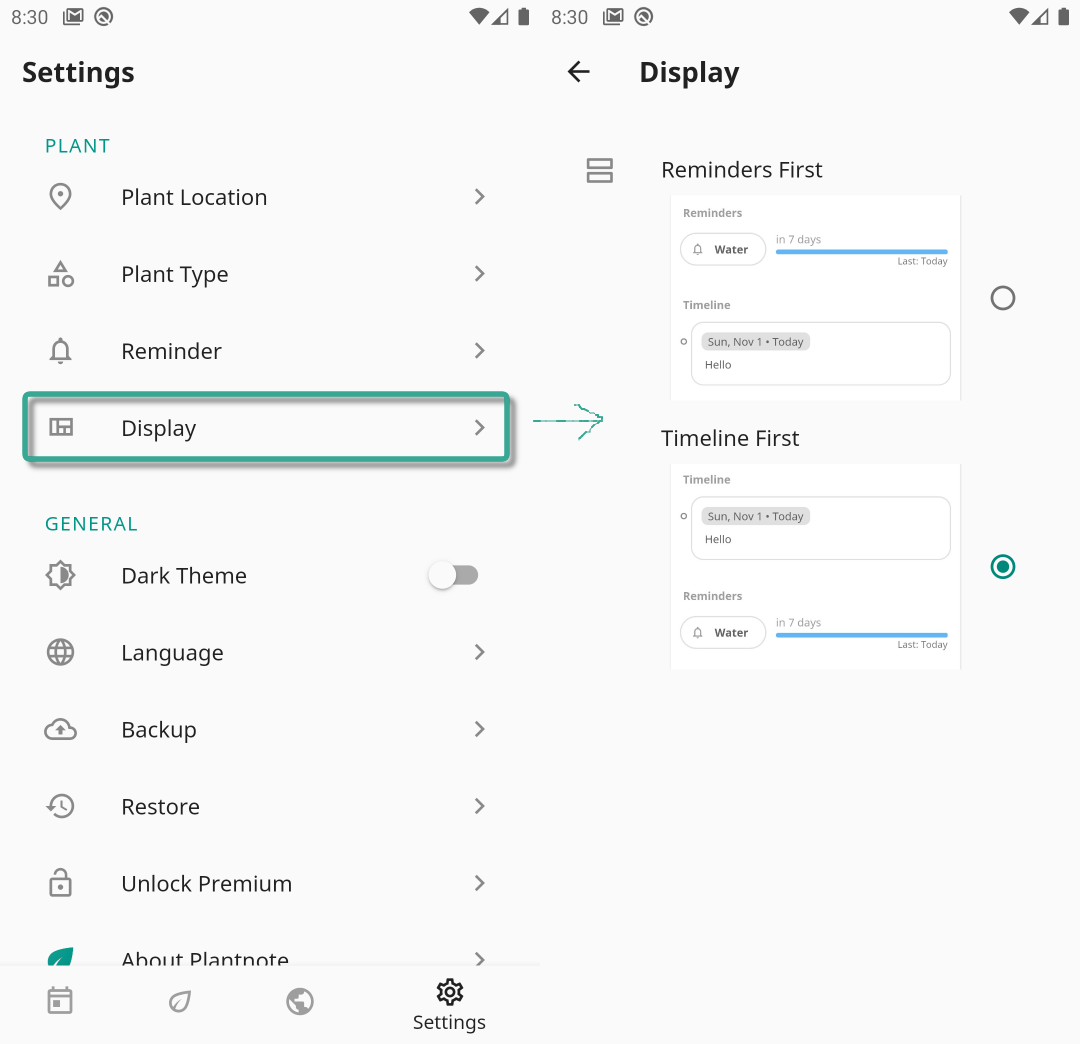 8:30
Settings
PLANT
Plant Location
Plant Type
Reminder
Display
GENERAL
Dark Theme
Language
Backup
Restore
Unlock Premium
About Plantnote
Settings
8:30
Display
Reminders First
Reminders
Water
in 7 days
Last: Today
Timeline
Sun, Nov 1 • Today
Hello
Timeline First
Timeline
Sun, Nov 1 • Today
Hello
Reminders
Water
in 7 days
Last: Today